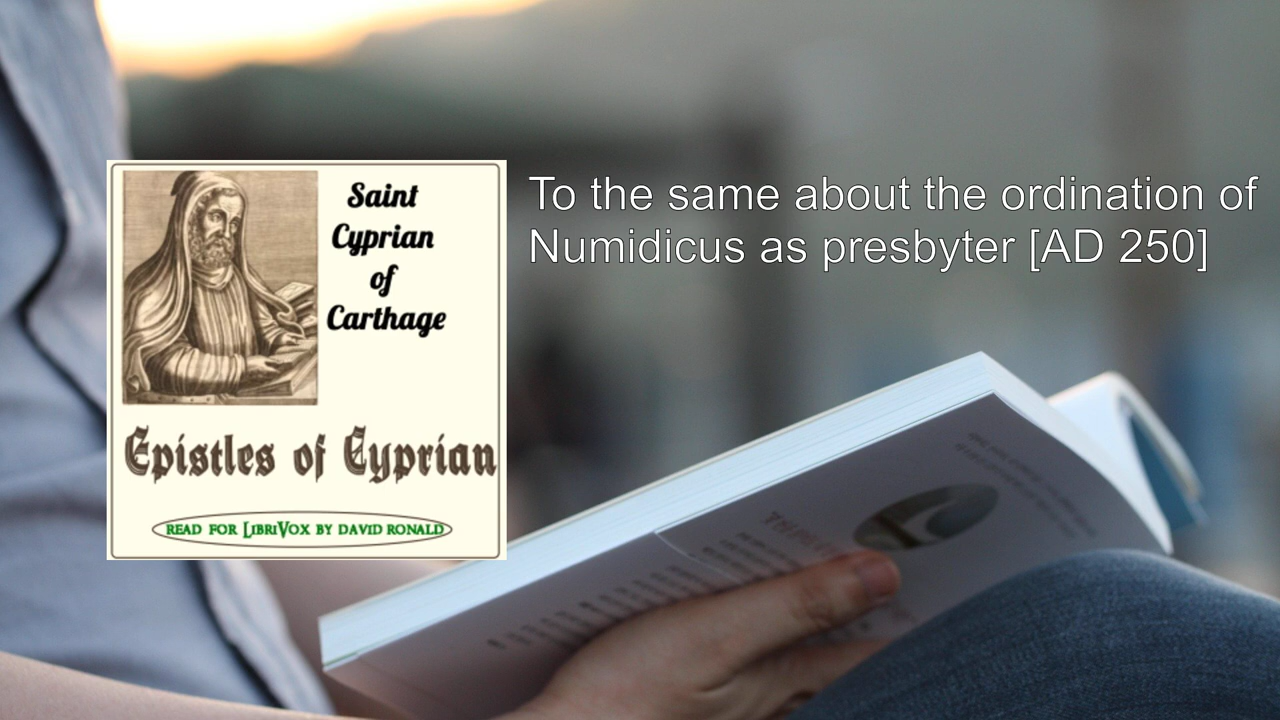 Saint
Cyprian
of
Carthage
Epistles of Cyprian
READ FOR LIBRIVOX BY DAVID RONALD
To the same about the ordination of
Numidicus as presbyter [AD 250]